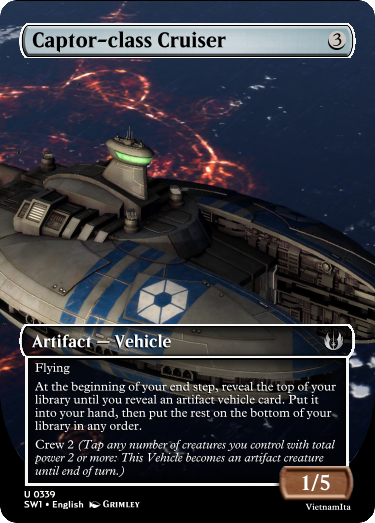 Captor-class Cruiser 3
Artifact — Vehicle
Flying
At the beginning of your end step, reveal the top of your
library until you reveal an artifact vehicle card. Put it
into your hand, then put the rest on the bottom of your
library in any order.
Crew 2 (Tap any number of creatures you control with total
power 2 or more: This Vehicle becomes an artifact creature
until end of turn.)
1/5
U 0339
SW1 • English GRIMLEY
VietnamIta